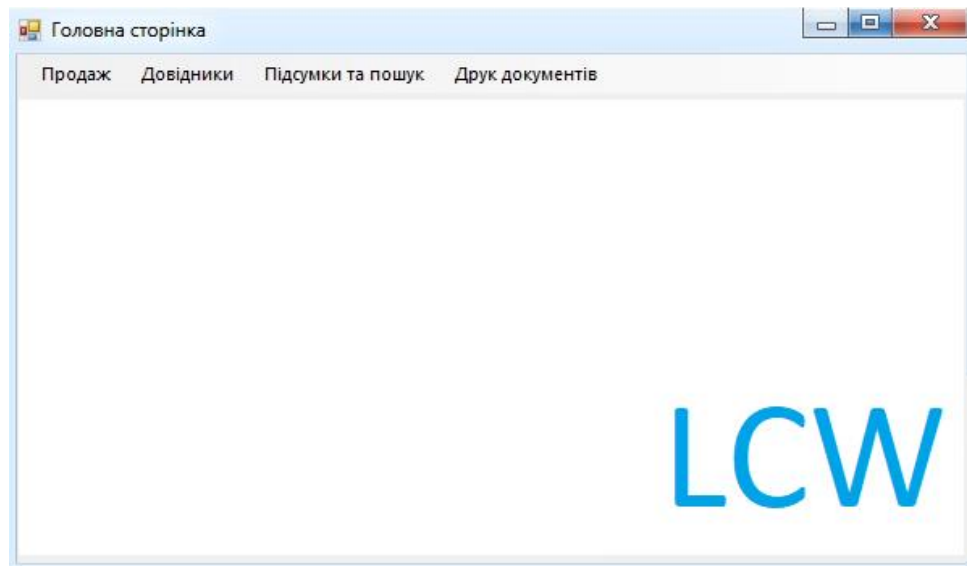 Головна сторінка
Продаж Довідники Підсумки та пошук Друк документів
LCW